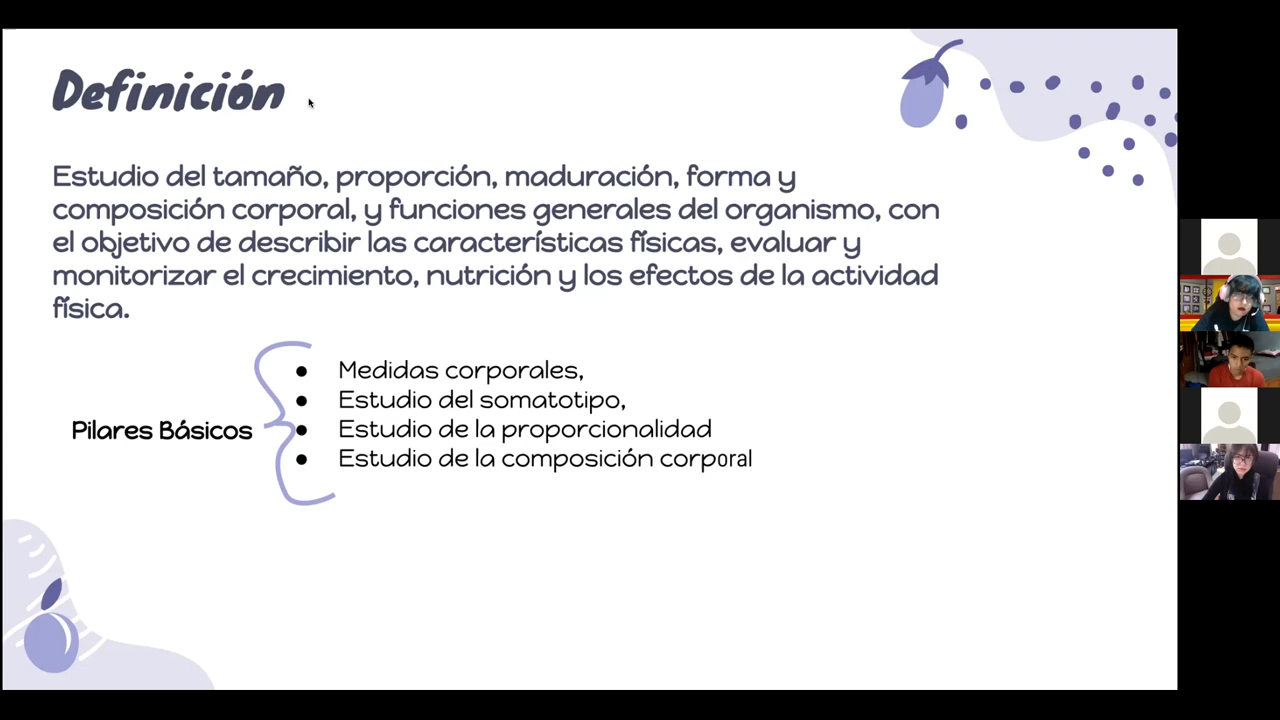 Definición
Estudio del tamaño, proporción, maduración, forma y
composición corporal, y funciones generales del organismo, con
el objetivo de describir las características físicas, evaluar y
monitorizar el crecimiento, nutrición y los efectos de la actividad
física.
Pilares Básicos
● Medidas corporales,
● Estudio del somatotipo,
● Estudio de la proporcionalidad
● Estudio de la composición corporal